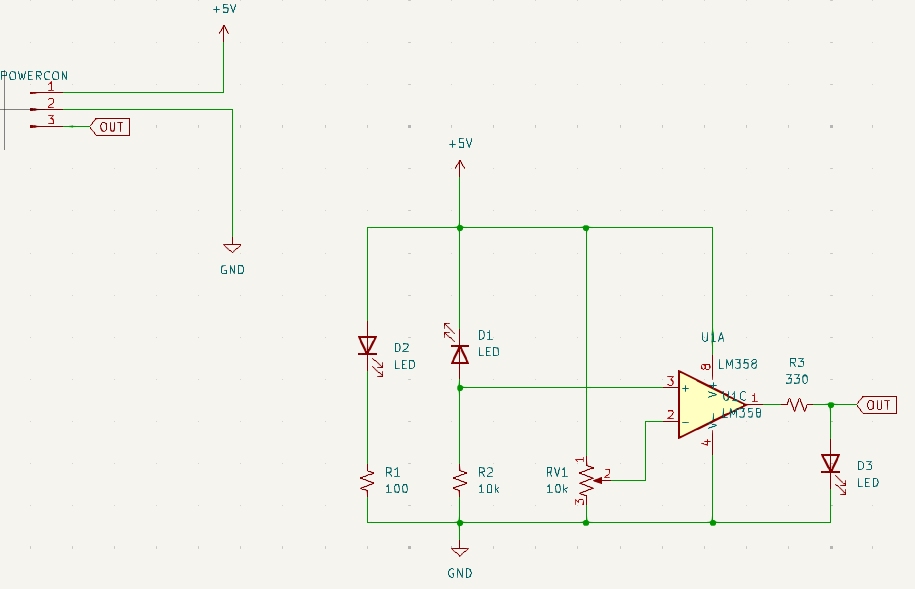 +5V
POWERCON
1
2
3
OUT
GND
+5V
D2
LED
D1
LED
U1A
8
LM358
V+
3
+
2
-
U1C
LM358
V-
1
4
R3
330
OUT
R1
100
R2
10k
RV1
10k
1
2
3
D3
LED
GND